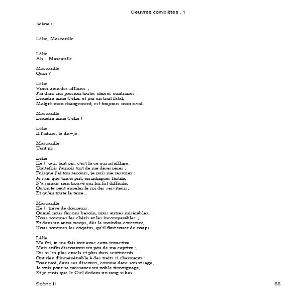 Oeuvres complètes . 1
Scène II
Lélie, Mascarille
Lélie
Ah ! Mascarille.
Mascarille
Quoi ?
Lélie
Voici bien des affaires ;
J'ai dans ma passion toutes choses contraires :
Léandre aime Célie, et par un trait fatal,
Malgré mon changement, est toujours mon rival.
Mascarille
Léandre aime Célie !
Lélie
Il l'adore, te dis-je.
Mascarille
Tant pis.
Lélie
Hé ! oui, tant pis, c'est là ce qui m'afflige.
Toutefois j'aurais tort de me désespérer ;
Puisque j'ai ton secours, je puis me rassurer :
Je sais que ton esprit, en intrigues fertile,
N'a jamais rien trouvé qui lui fût difficile,
Qu'on te peut appeler le roi des serviteurs,
Et qu'en toute la terre...
Mascarille
Hé ! trêve de douceurs.
Quand nous faisons besoin, nous autres misérables,
Nous sommes les chéris et les incomparables ;
Et dans un autre temps, dès le moindre courroux,
Nous sommes les coquins, qu'il faut rouer de coups.
Lélie
Ma foi, tu me fais tort avec cette invective.
Mais enfin discourons un peu de ma captive ;
Dis si les plus cruels et plus durs sentiments
Ont rien d'impénétrable à des traits si charmants :
Pour moi, dans ses discours, comme dans son visage,
Je vois pour sa naissance un noble témoignage,
Et je crois que le Ciel dedans un rang si bas
Scène II